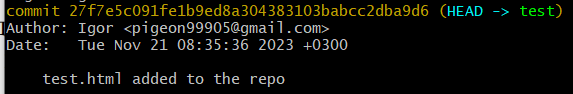 commit 27f7e5c091fe1b9ed8a304383103babcc2dba9d6 (HEAD -> test)
Author: Igor <pigeon99905@gmail.com>
Date:   Tue Nov 21 08:35:36 2023 +0300
test.html added to the repo